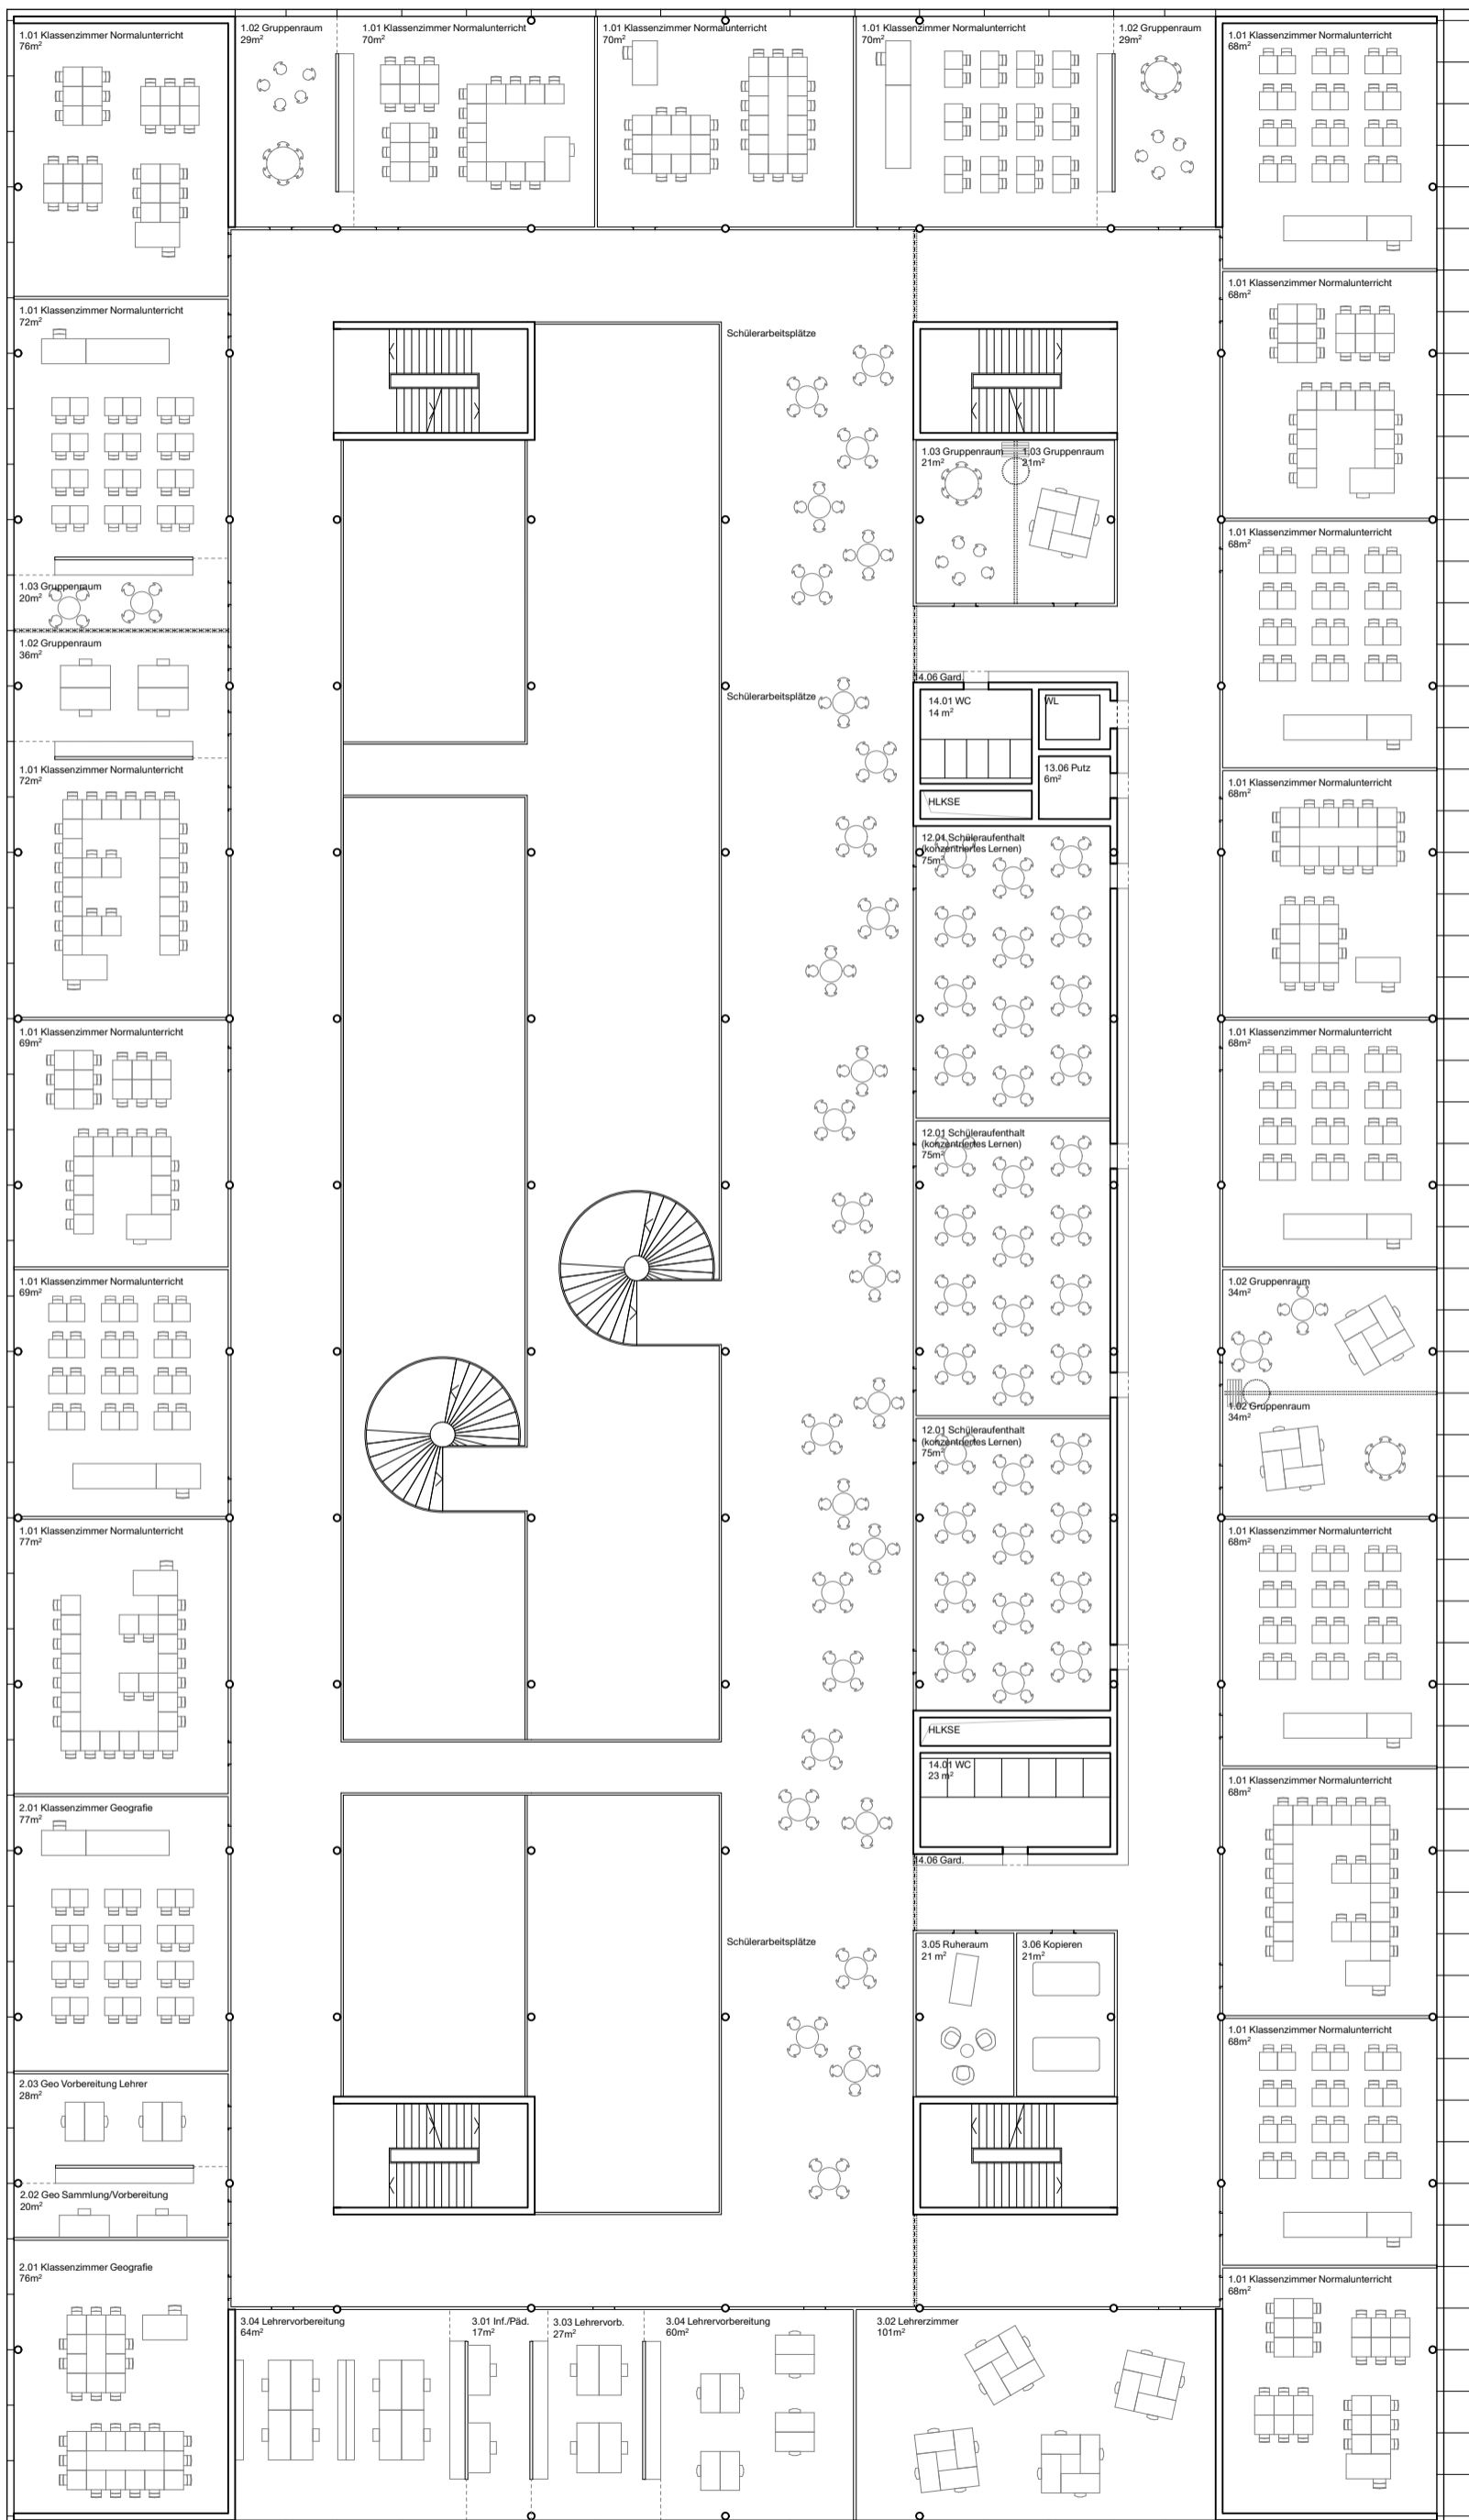 1.01 Klassenzimmer Normalunterricht
76m²
1.02 Gruppenraum
29m²
1.01 Klassenzimmer Normalunterricht
70m²
1.01 Klassenzimmer Normalunterricht
70m²
1.01 Klassenzimmer Normalunterricht
70m²
1.02 Gruppenraum
29m²
1.01 Klassenzimmer Normalunterricht
68m²
1.01 Klassenzimmer Normalunterricht
72m²
1.03 Gruppenraum
20m²
1.02 Gruppenraum
36m²
1.01 Klassenzimmer Normalunterricht
72m²
1.01 Klassenzimmer Normalunterricht
69m²
1.01 Klassenzimmer Normalunterricht
69m²
1.01 Klassenzimmer Normalunterricht
77m²
2.01 Klassenzimmer Geografie
77m²
2.03 Geo Vorbereitung Lehrer
28m²
2.02 Geo Sammlung/Vorbereitung
20m²
2.01 Klassenzimmer Geografie
76m²
Schülerarbeitsplätze
Schülerarbeitsplätze
Schülerarbeitsplätze
1.03 Gruppenraum
21m²
1.03 Gruppenraum
21m²
14.06 Gard.
14.01 WC
14 m²
WL
13.06 Putz
6m²
HLKSE
12.01 Schüleraufenthalt
(konzentriertes Lernen)
75m²
12.01 Schüleraufenthalt
(konzentriertes Lernen)
75m²
12.01 Schüleraufenthalt
(konzentriertes Lernen)
75m²
HLKSE
14.01 WC
23 m²
14.06 Gard.
3.05 Ruheraum
21 m²
3.06 Kopieren
21m²
1.01 Klassenzimmer Normalunterricht
68m²
1.01 Klassenzimmer Normalunterricht
68m²
1.01 Klassenzimmer Normalunterricht
68m²
1.01 Klassenzimmer Normalunterricht
68m²
1.02 Gruppenraum
34m²
1.02 Gruppenraum
34m²
1.01 Klassenzimmer Normalunterricht
68m²
1.01 Klassenzimmer Normalunterricht
68m²
1.01 Klassenzimmer Normalunterricht
68m²
1.01 Klassenzimmer Normalunterricht
68m²
3.04 Lehrervorbereitung
64m²
3.01 Inf./Päd.
17m²
3.03 Lehrervorb.
27m²
3.04 Lehrervorbereitung
60m²
3.02 Lehrerzimmer
101m²